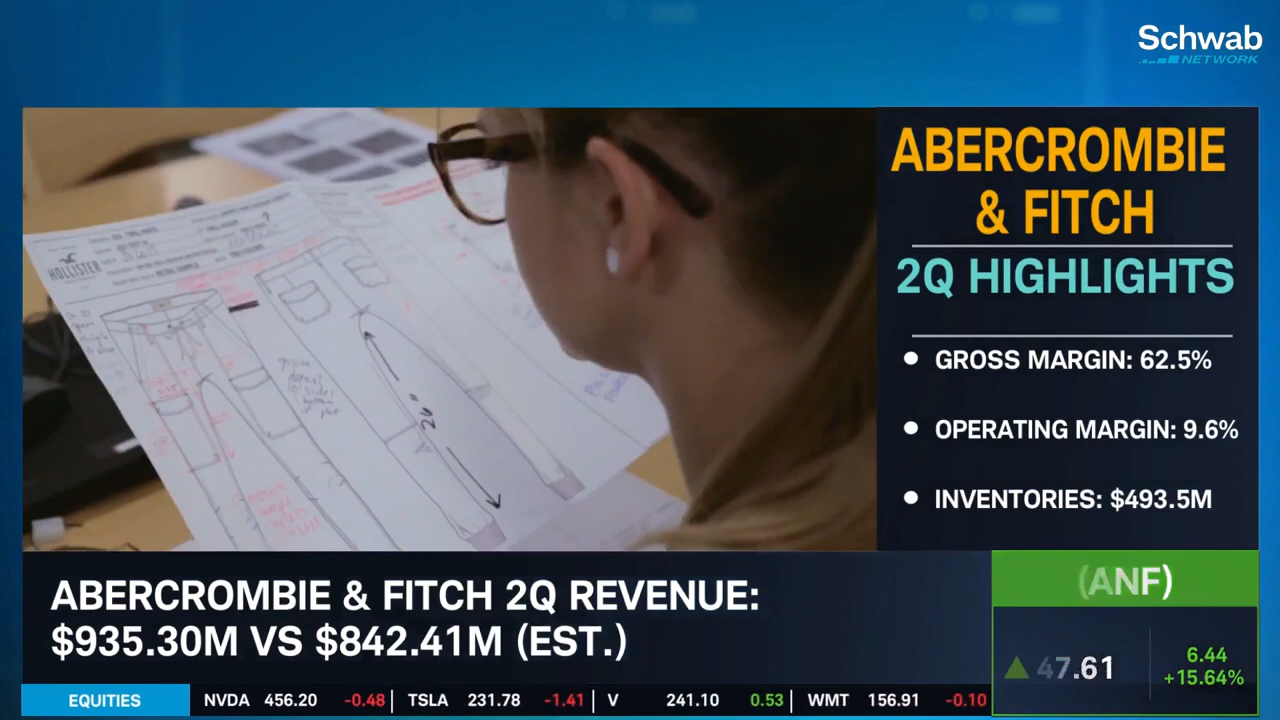 Schwab
NETWORK
ABERCROMBIE
& FITCH
2Q HIGHLIGHTS
• GROSS MARGIN: 62.5%
• OPERATING MARGIN: 9.6%
• INVENTORIES: $493.5M
HOLLISTER
26"
ABERCROMBIE & FITCH 2Q REVENUE:
$935.30M VS $842.41M (EST.)
(ANF)
47.61
6.44
+15.64%
EQUITIES NVDA 456.20 -0.48 TSLA 231.78 -1.41 V 241.10 0.53 WMT 156.91 -0.10